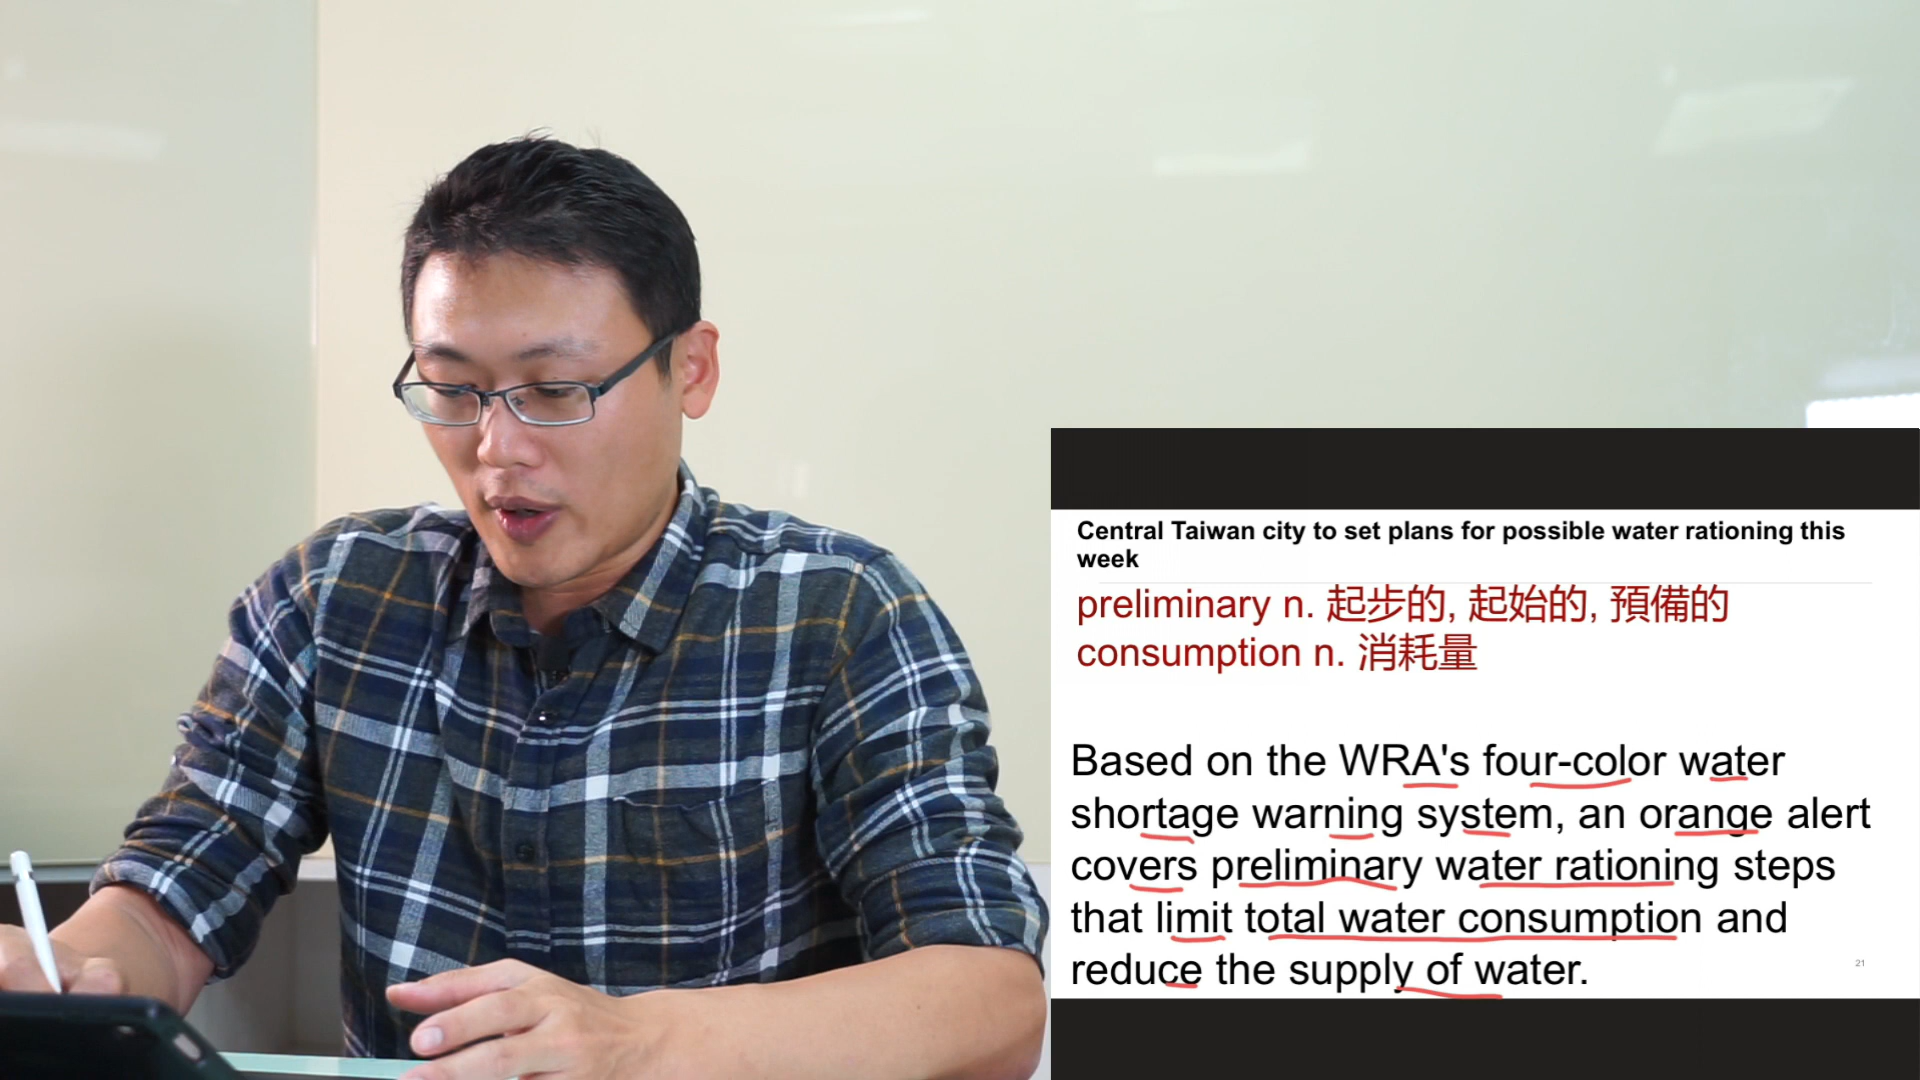 Central Taiwan city to set plans for possible water rationing this
week
preliminary n. 起步的, 起始的, 預備的
consumption n. 消耗量
Based on the WRA's four-color water
shortage warning system, an orange alert
covers preliminary water rationing steps
that limit total water consumption and
reduce the supply of water.
21